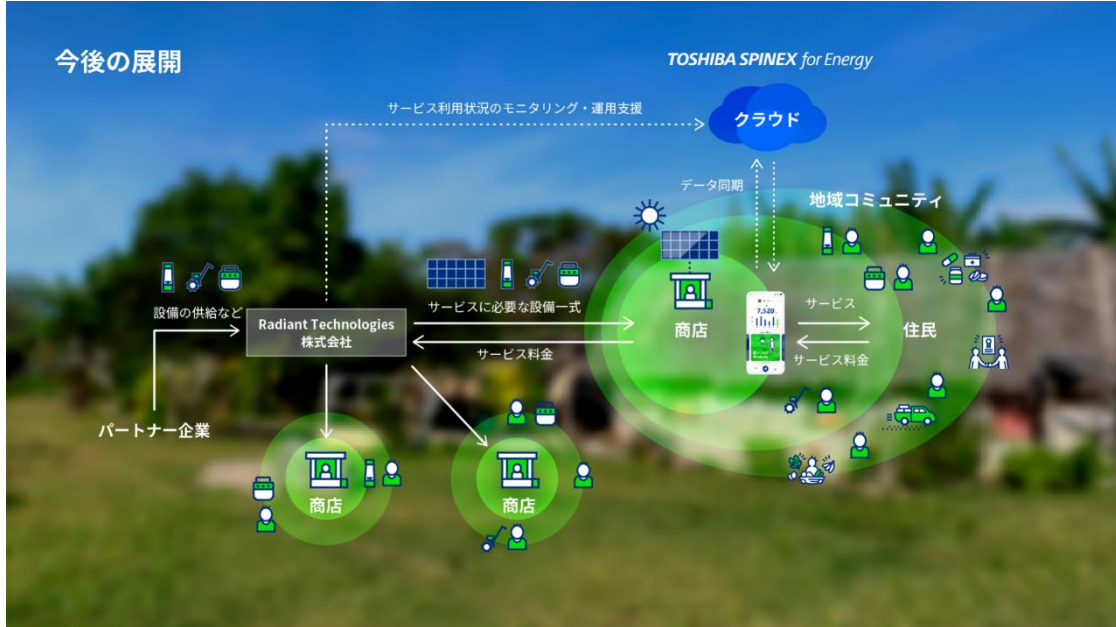 今後の展開
TOSHIBA SPINEX for Energy
サービス利用状況のモニタリング・運用支援
クラウド
データ同期
地域コミュニティ
設備の供給など
サービスに必要な設備一式
サービス
Radiant Technologies
株式会社
商店
7,520
住民
サービス料金
サービス料金
パートナー企業
商店
商店